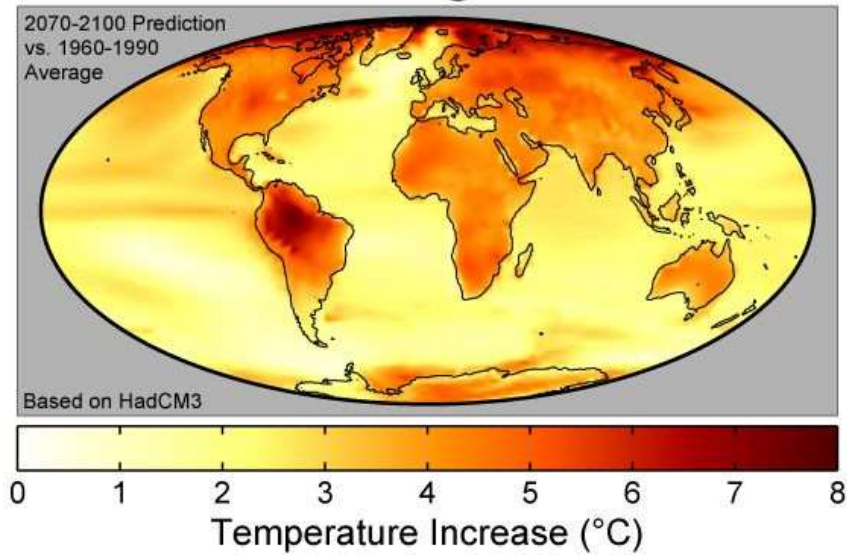 2070-2100 Prediction
vs. 1960-1990
Average
Based on HadCM3
0 1 2 3 4 5 6 7 8
Temperature Increase (°C)